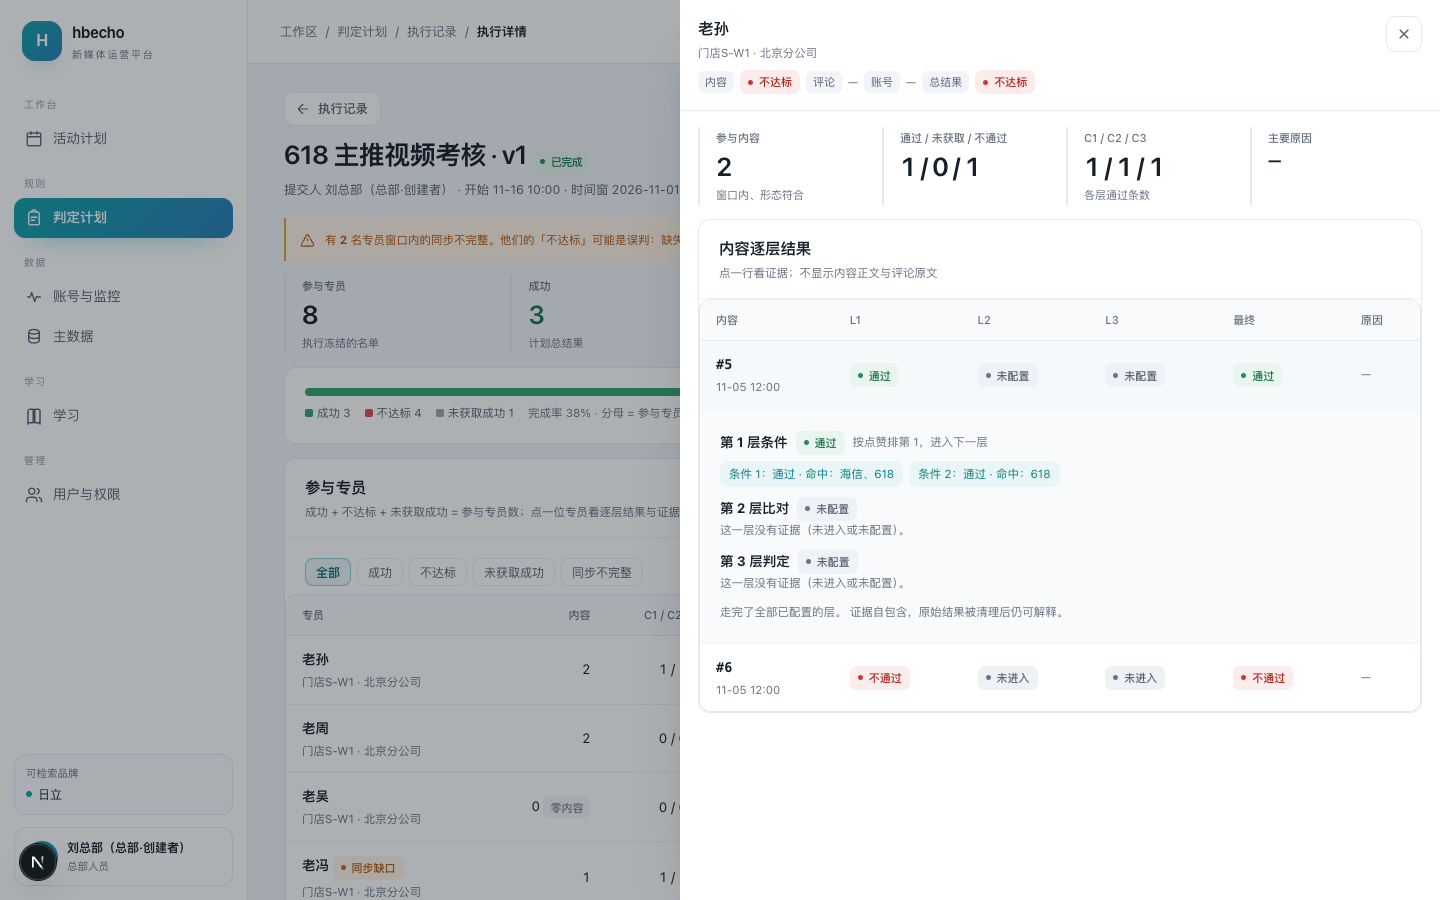 H
hbecho
新媒体运营平台
工作台
活动计划
规则
判定计划
数据
账号与监控
主数据
学习
学习
管理
用户与权限
可检索品牌
日立
N
刘总部（总部·创建者）
总部人员
工作区 / 判定计划 / 执行记录 / 执行详情
← 执行记录
618 主推视频考核 · v1 已完成
提交人 刘总部（总部·创建者） · 开始 11-16 10:00 · 时间窗 2026-11-01
有 2 名专员窗口内的同步不完整。他们的「不达标」可能是误判：缺失
参与专员
8
执行冻结的名单
成功
3
计划总结果
成功 3 不达标 4 未获取成功 1 完成率 38% · 分母 = 参与专员
参与专员
成功 + 不达标 + 未获取成功 = 参与专员数；点一位专员看逐层结果与证据
全部 成功 不达标 未获取成功 同步不完整
专员 内容 C1 / C2
老孙
门店S-W1 · 北京分公司
2 1 /
老周
门店S-W1 · 北京分公司
2 0 /
老吴
门店S-W1 · 北京分公司
0 零内容 0 /
老冯 同步缺口
门店S-W1 · 北京分公司
1 1 /
老孙
门店S-W1 · 北京分公司
内容 不达标 评论 — 账号 — 总结果 不达标
参与内容
2
窗口内、形态符合
通过 / 未获取 / 不通过
1 / 0 / 1
C1 / C2 / C3
1 / 1 / 1
各层通过条数
主要原因
—
内容逐层结果
点一行看证据；不显示内容正文与评论原文
内容 L1 L2 L3 最终 原因
#5
11-05 12:00
通过 未配置 未配置 通过 —
第 1 层条件 通过 按点赞排第 1，进入下一层
条件 1：通过 · 命中：海信、618 条件 2：通过 · 命中：618
第 2 层比对 未配置
这一层没有证据（未进入或未配置）。
第 3 层判定 未配置
这一层没有证据（未进入或未配置）。
走完了全部已配置的层。 证据自包含，原始结果被清理后仍可解释。
#6
11-05 12:00
不通过 未进入 未进入 不通过 —